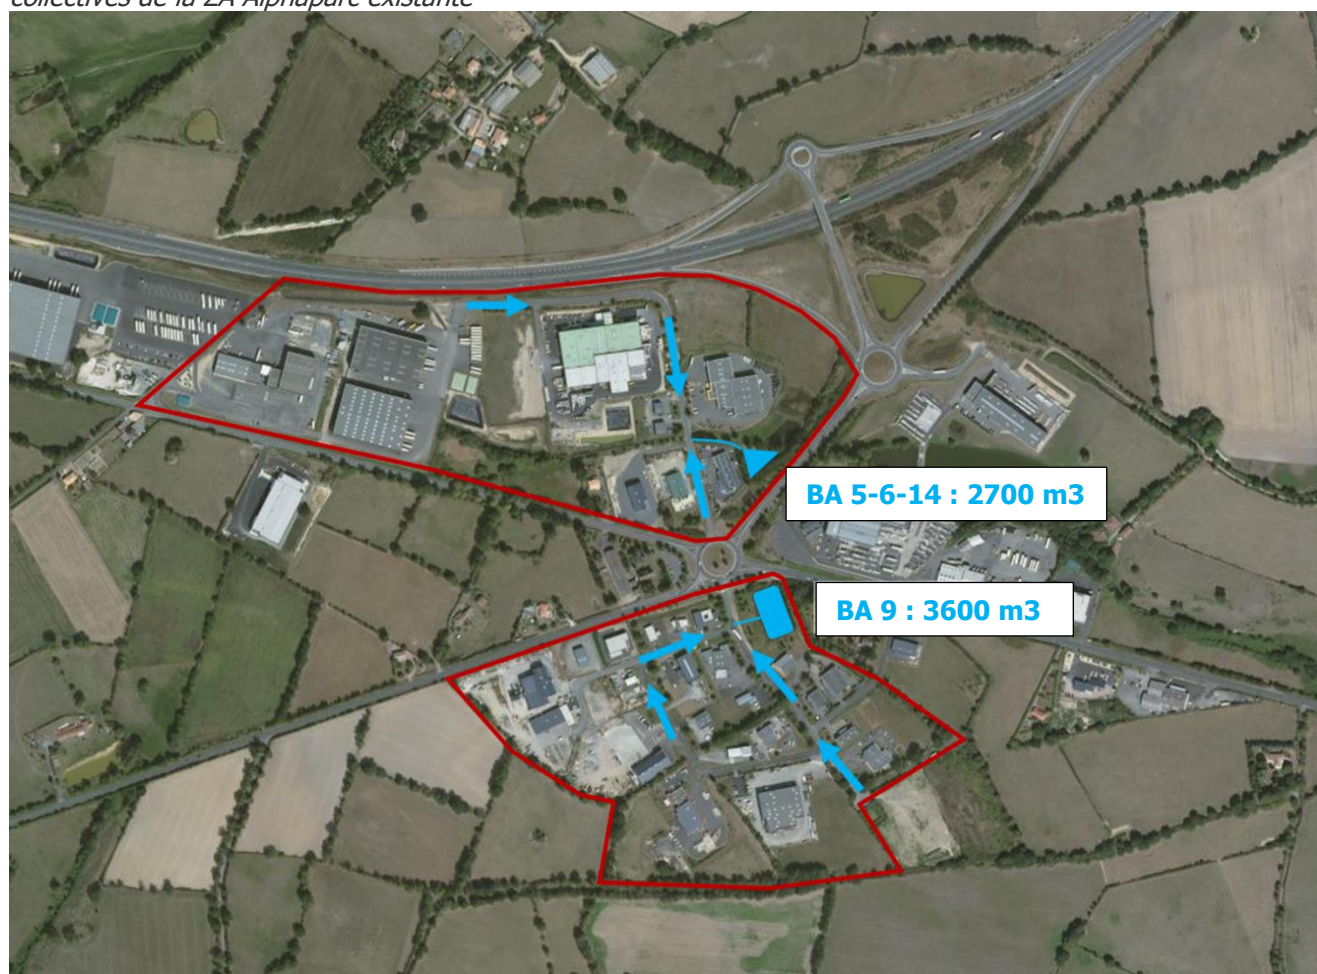 collectives de la ZA Alphaparc existante
BA 5-6-14 : 2700 m3
BA 9 : 3600 m3